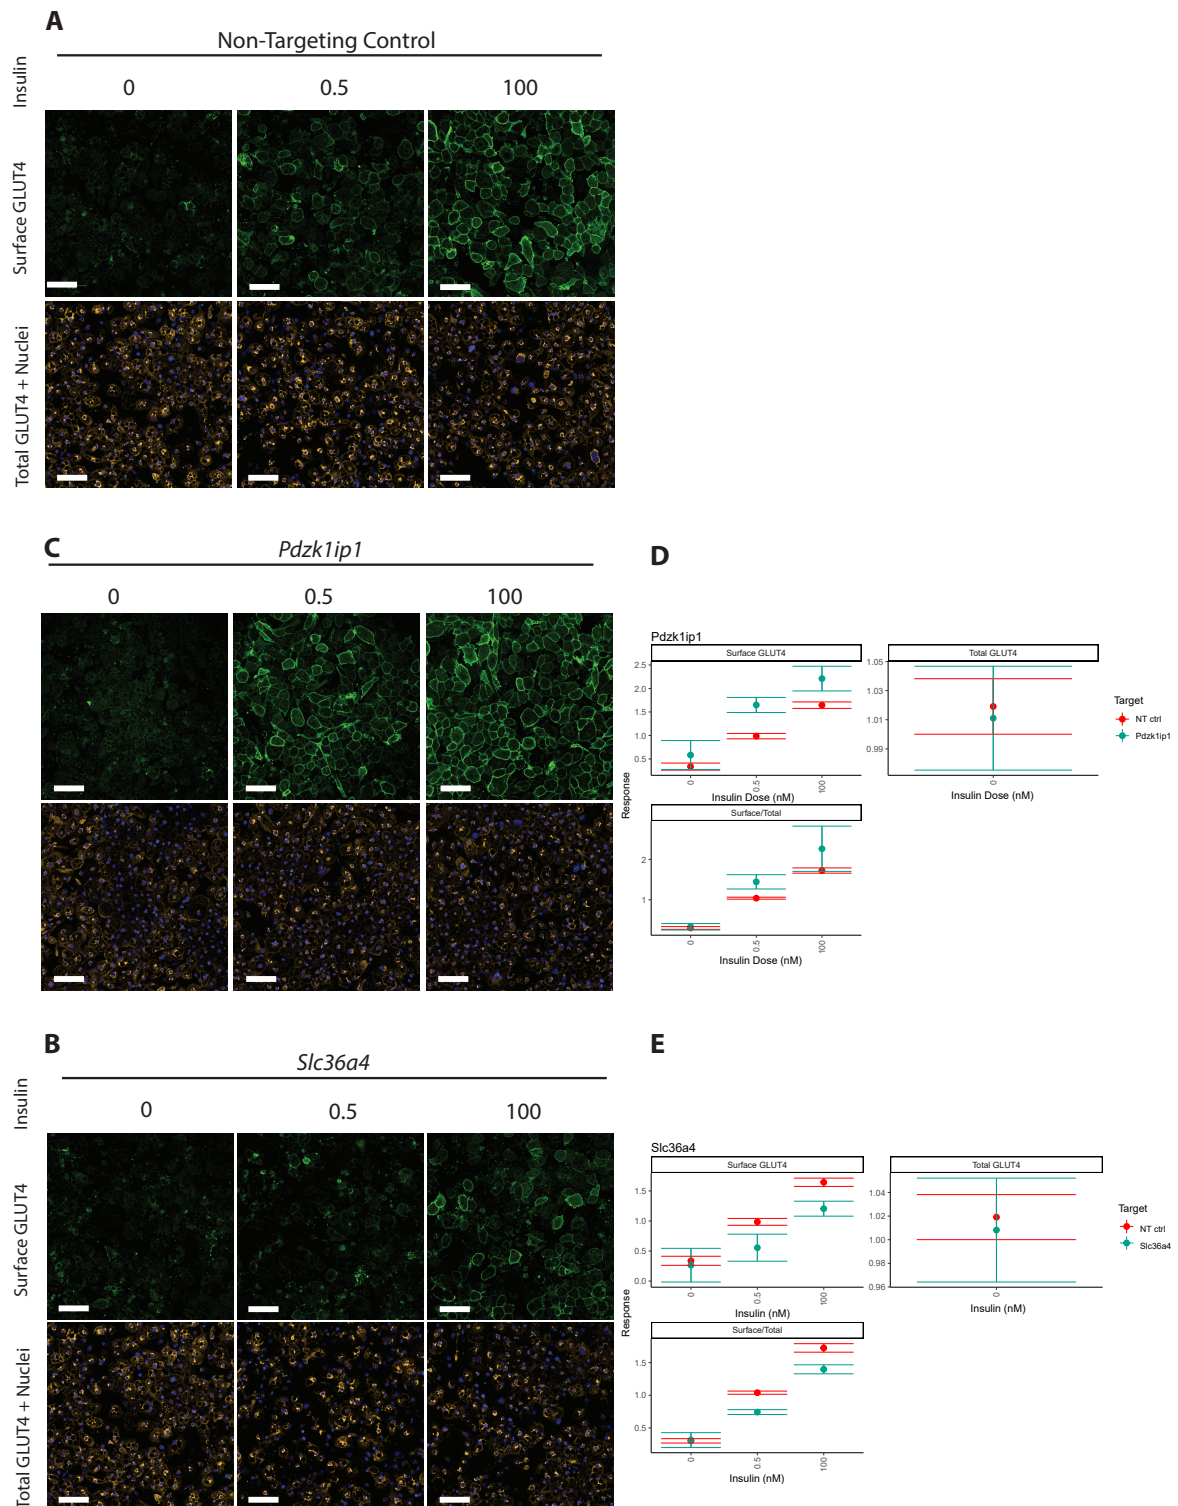 A
Non-Targeting Control
Insulin
0 0.5 100
Surface GLUT4
Total GLUT4 + Nuclei
C
Pdzk1ip1
0 0.5 100
D
Pdzk1ip1
Surface GLUT4
2.5
2.0
1.5
1.0
0.5
0 0.5 100
Insulin Dose (nM)
Total GLUT4
1.05
1.03
1.01
0.99
0
Insulin Dose (nM)
Target
NT ctrl
Pdzk1ip1
Response
Surface/Total
2
1
0 0.5 100
Insulin Dose (nM)
B
Slc36a4
Insulin
0 0.5 100
Surface GLUT4
Total GLUT4 + Nuclei
E
Slc36a4
Surface GLUT4
1.5
1.0
0.5
0.0
0 0.5 100
Insulin (nM)
Total GLUT4
1.04
1.02
1.00
0.98
0.96
0
Insulin (nM)
Target
NT ctrl
Slc36a4
Response
Surface/Total
1.5
1.0
0.5
0 0.5 100
Insulin (nM)